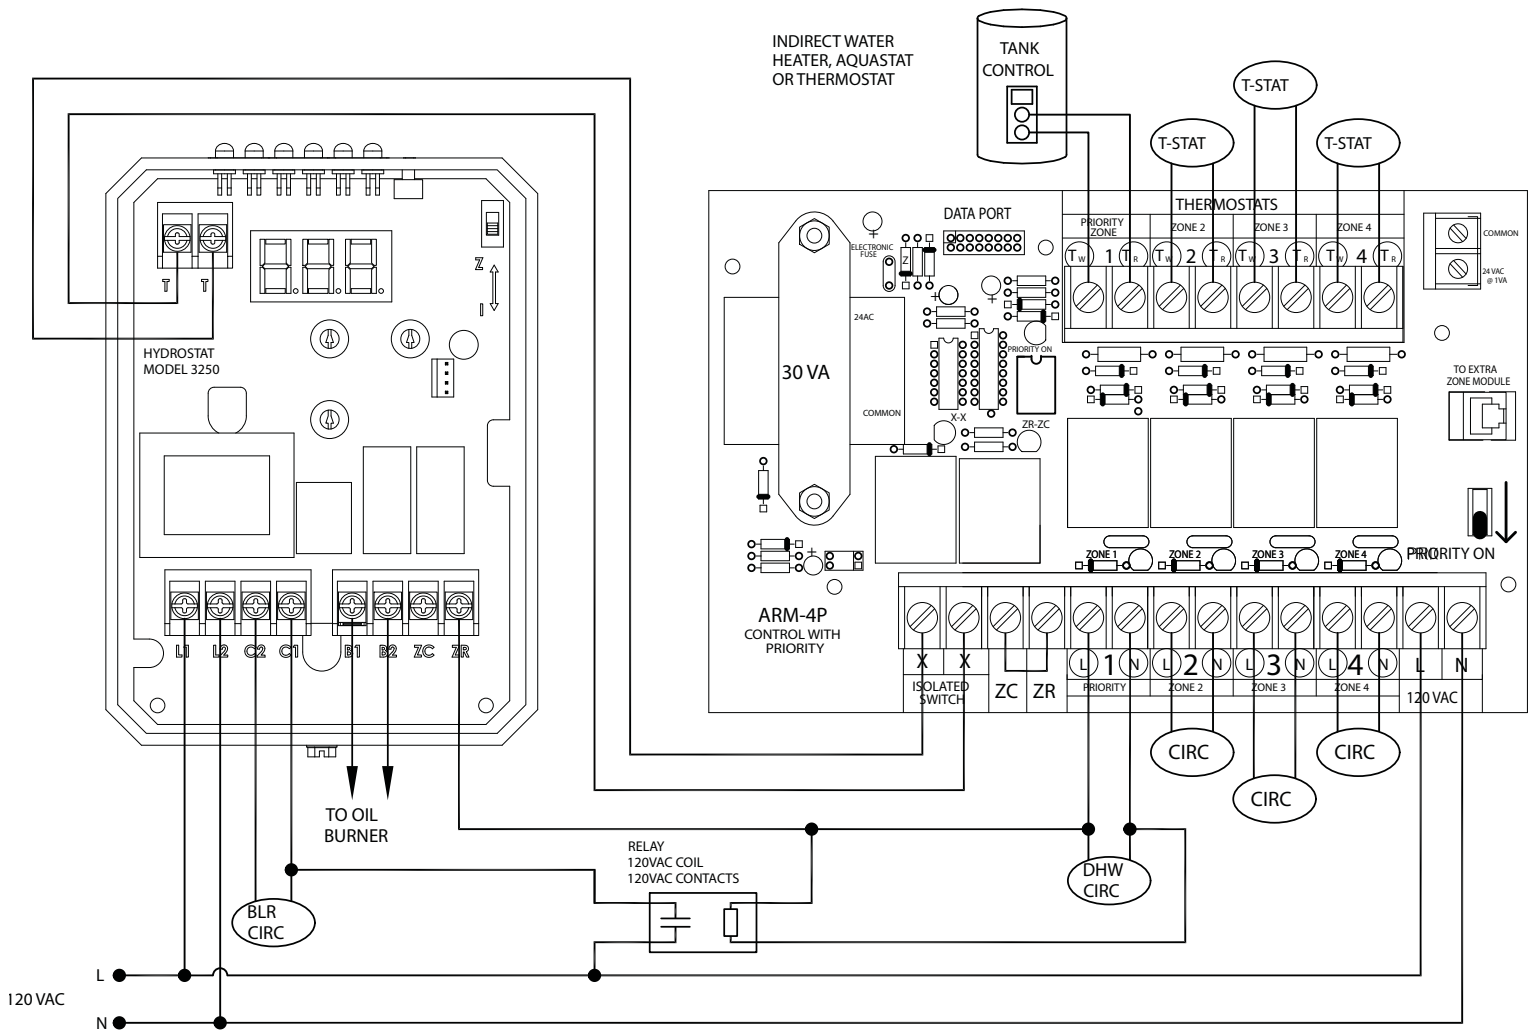 INDIRECT WATER
HEATER, AQUASTAT
OR THERMOSTAT
TANK
CONTROL
T-STAT
T-STAT
T-STAT
THERMOSTATS
PRIORITY
ZONE
ZONE 2
ZONE 3
ZONE 4
TW 1 TR
TW 2 TR
TW 3 TR
TW 4 TR
DATA PORT
ELECTRONIC
FUSE
Z
24AC
30 VA
COMMON
PRIORITY ON
X-X
ZR-ZC
COMMON
24 VAC
@ 1VA
TO EXTRA
ZONE MODULE
PRIORITY ON
ZONE 1
ZONE 2
ZONE 3
ZONE 4
ARM-4P
CONTROL WITH
PRIORITY
X X
ISOLATED
SWITCH
ZC ZR
L 1 N
PRIORITY
L 2 N
ZONE 2
L 3 N
ZONE 3
L 4 N
ZONE 4
L N
120 VAC
CIRC
CIRC
CIRC
DHW
CIRC
T T
Z
I
HYDROSTAT
MODEL 3250
L1 L2 C2 C1 B1 B2 ZC ZR
TO OIL
BURNER
RELAY
120VAC COIL
120VAC CONTACTS
BLR
CIRC
L
120 VAC
N